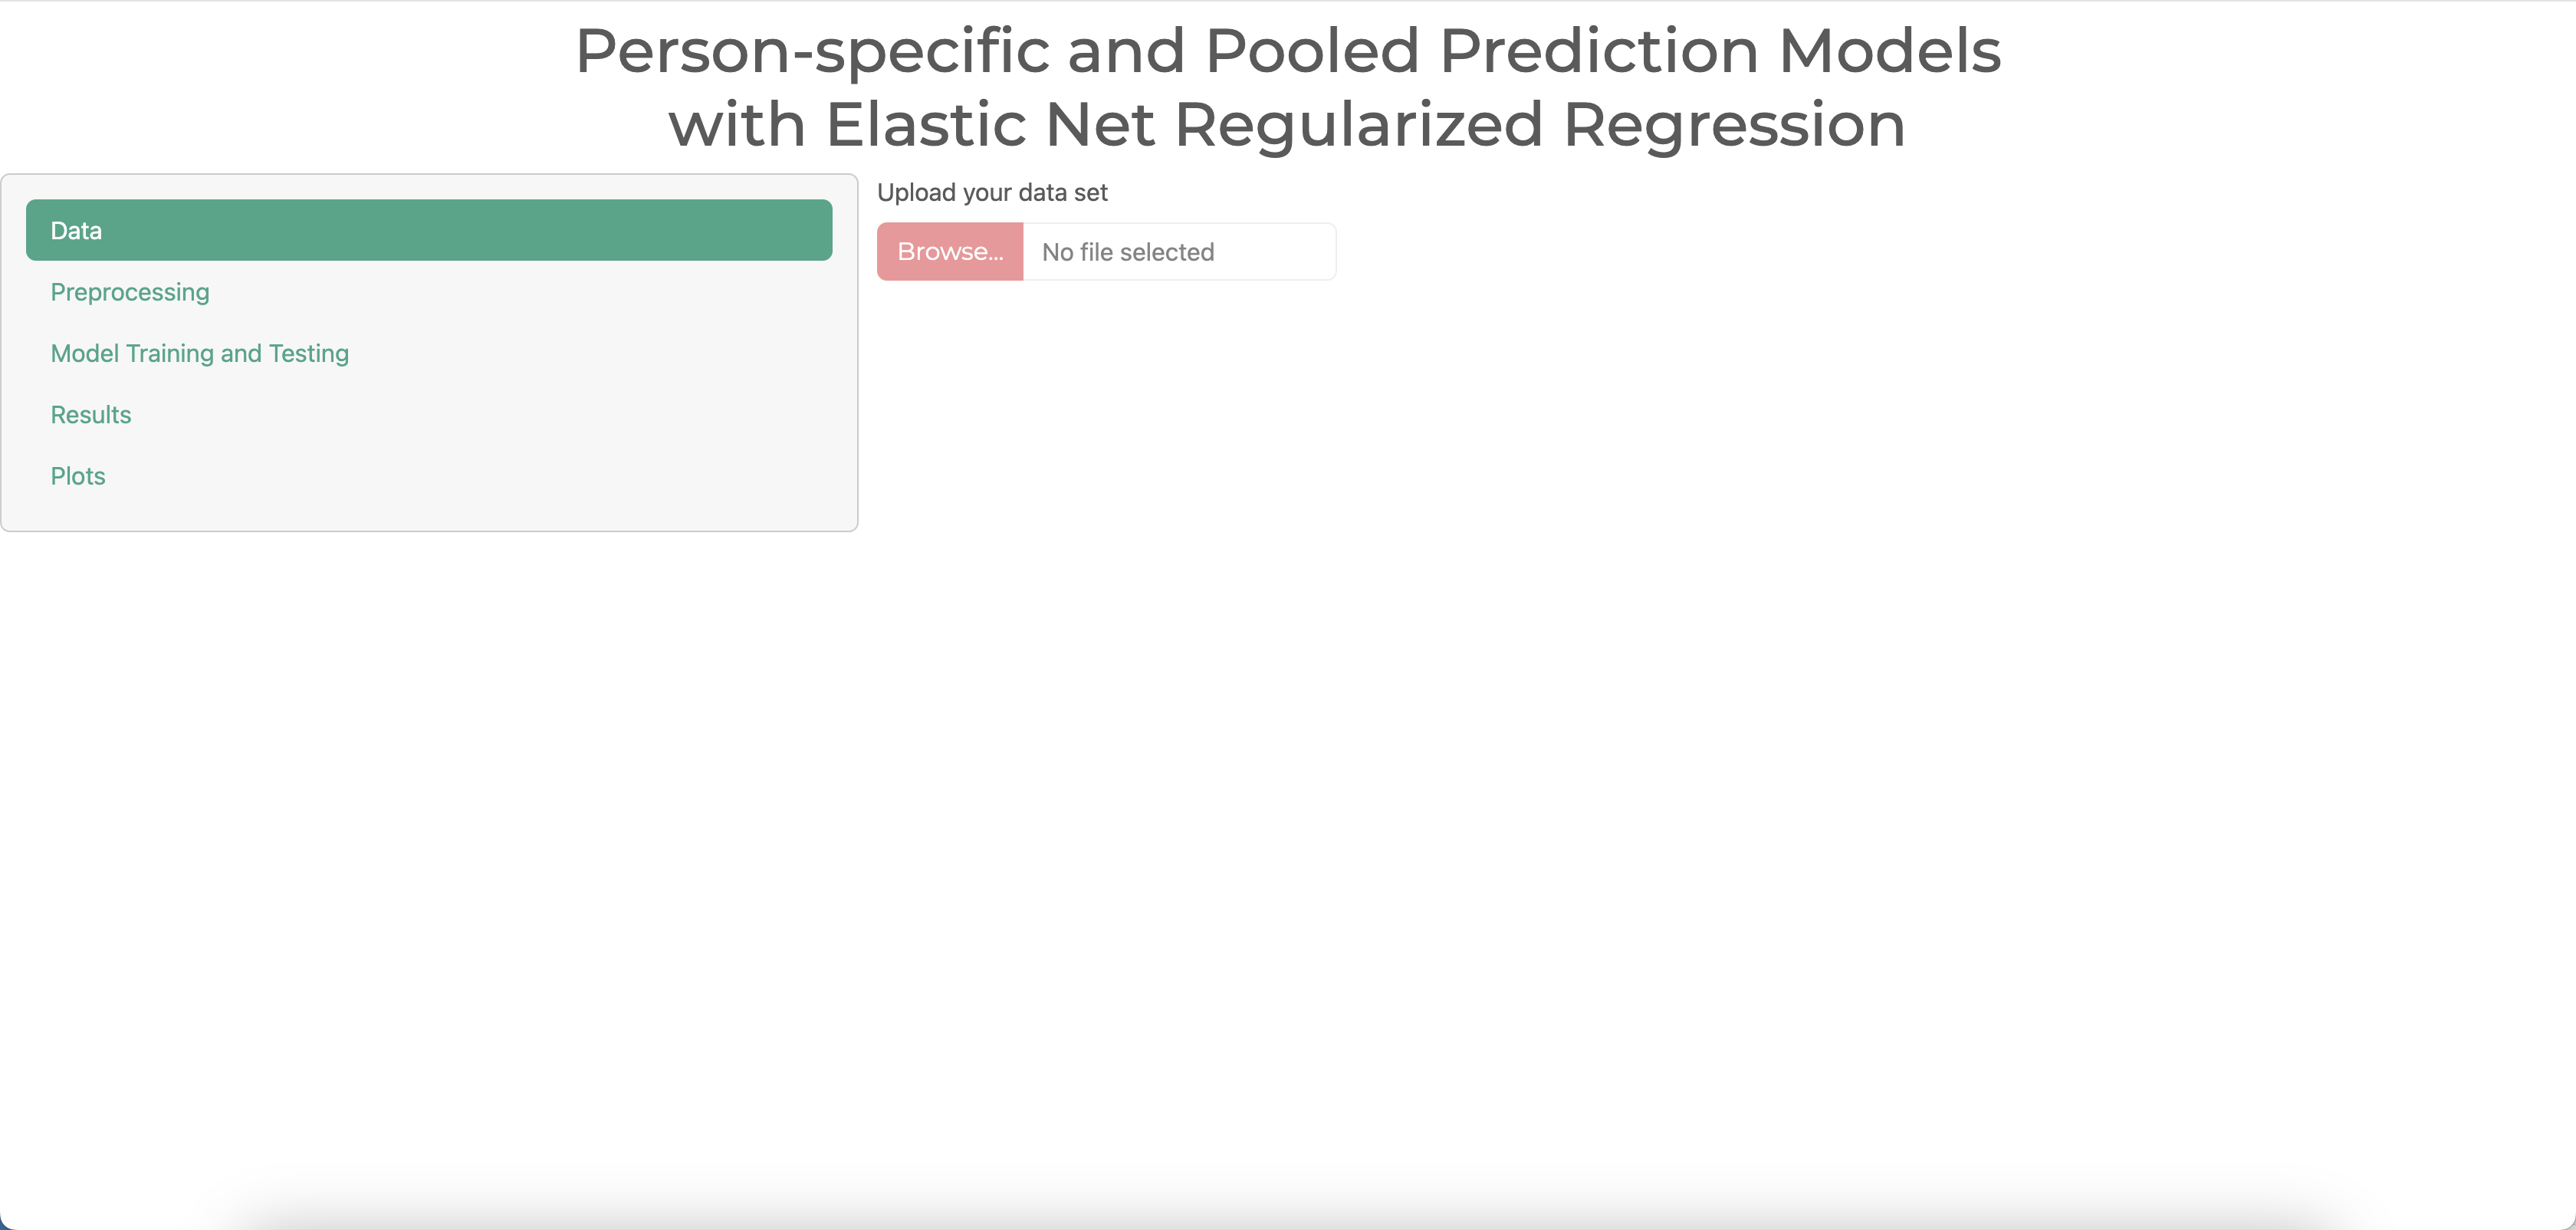 Person-specific and Pooled Prediction Models
with Elastic Net Regularized Regression
Data
Preprocessing
Model Training and Testing
Results
Plots
Upload your data set
Browse...
No file selected